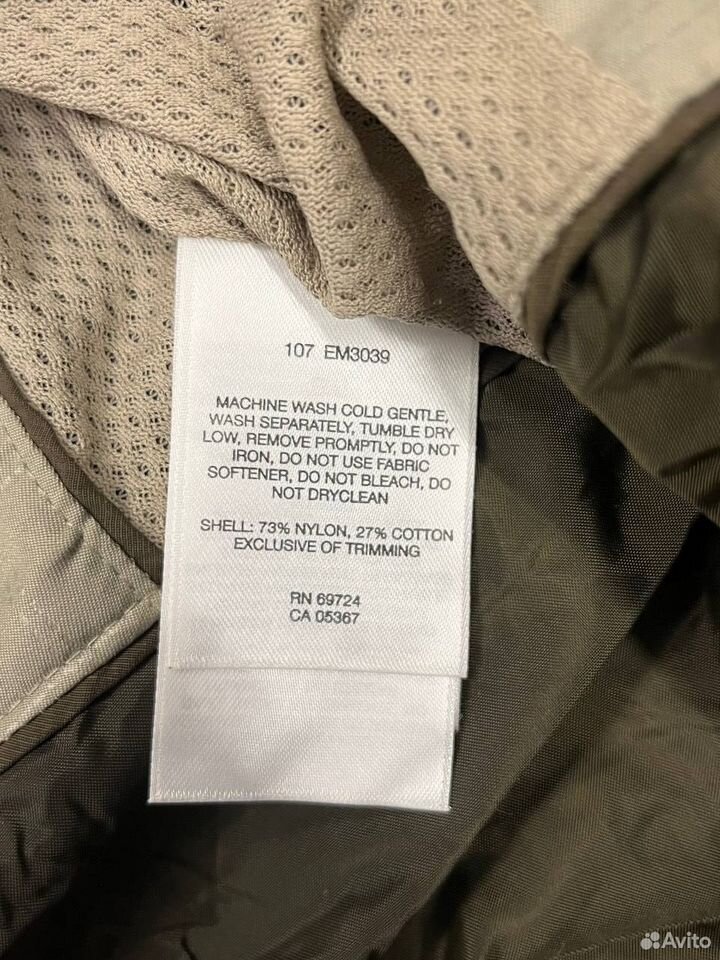 107 EM3039
MACHINE WASH COLD GENTLE,
WASH SEPARATELY, TUMBLE DRY
LOW, REMOVE PROMPTLY, DO NOT
IRON, DO NOT USE FABRIC
SOFTENER, DO NOT BLEACH, DO
NOT DRYCLEAN
SHELL: 73% NYLON, 27% COTTON
EXCLUSIVE OF TRIMMING
RN 69724
CA 05367
Avito